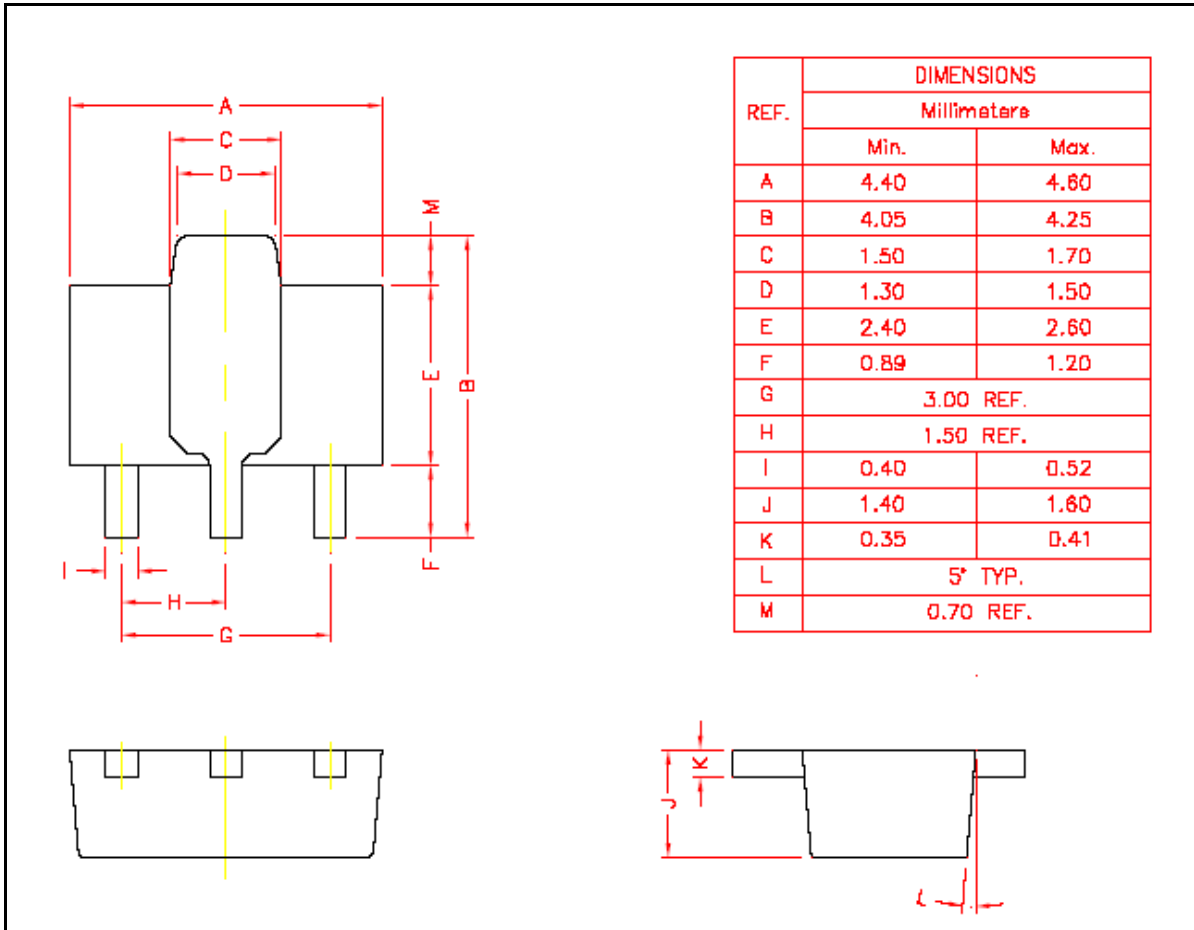 A
C
D
M
E
B
F
I
H
G
REF. DIMENSIONS
Millimeters
Min. Max.
A 4.40 4.60
B 4.05 4.25
C 1.50 1.70
D 1.30 1.50
E 2.40 2.60
F 0.89 1.20
G 3.00 REF.
H 1.50 REF.
I 0.40 0.52
J 1.40 1.60
K 0.35 0.41
L 5° TYP.
M 0.70 REF.
K
J
L